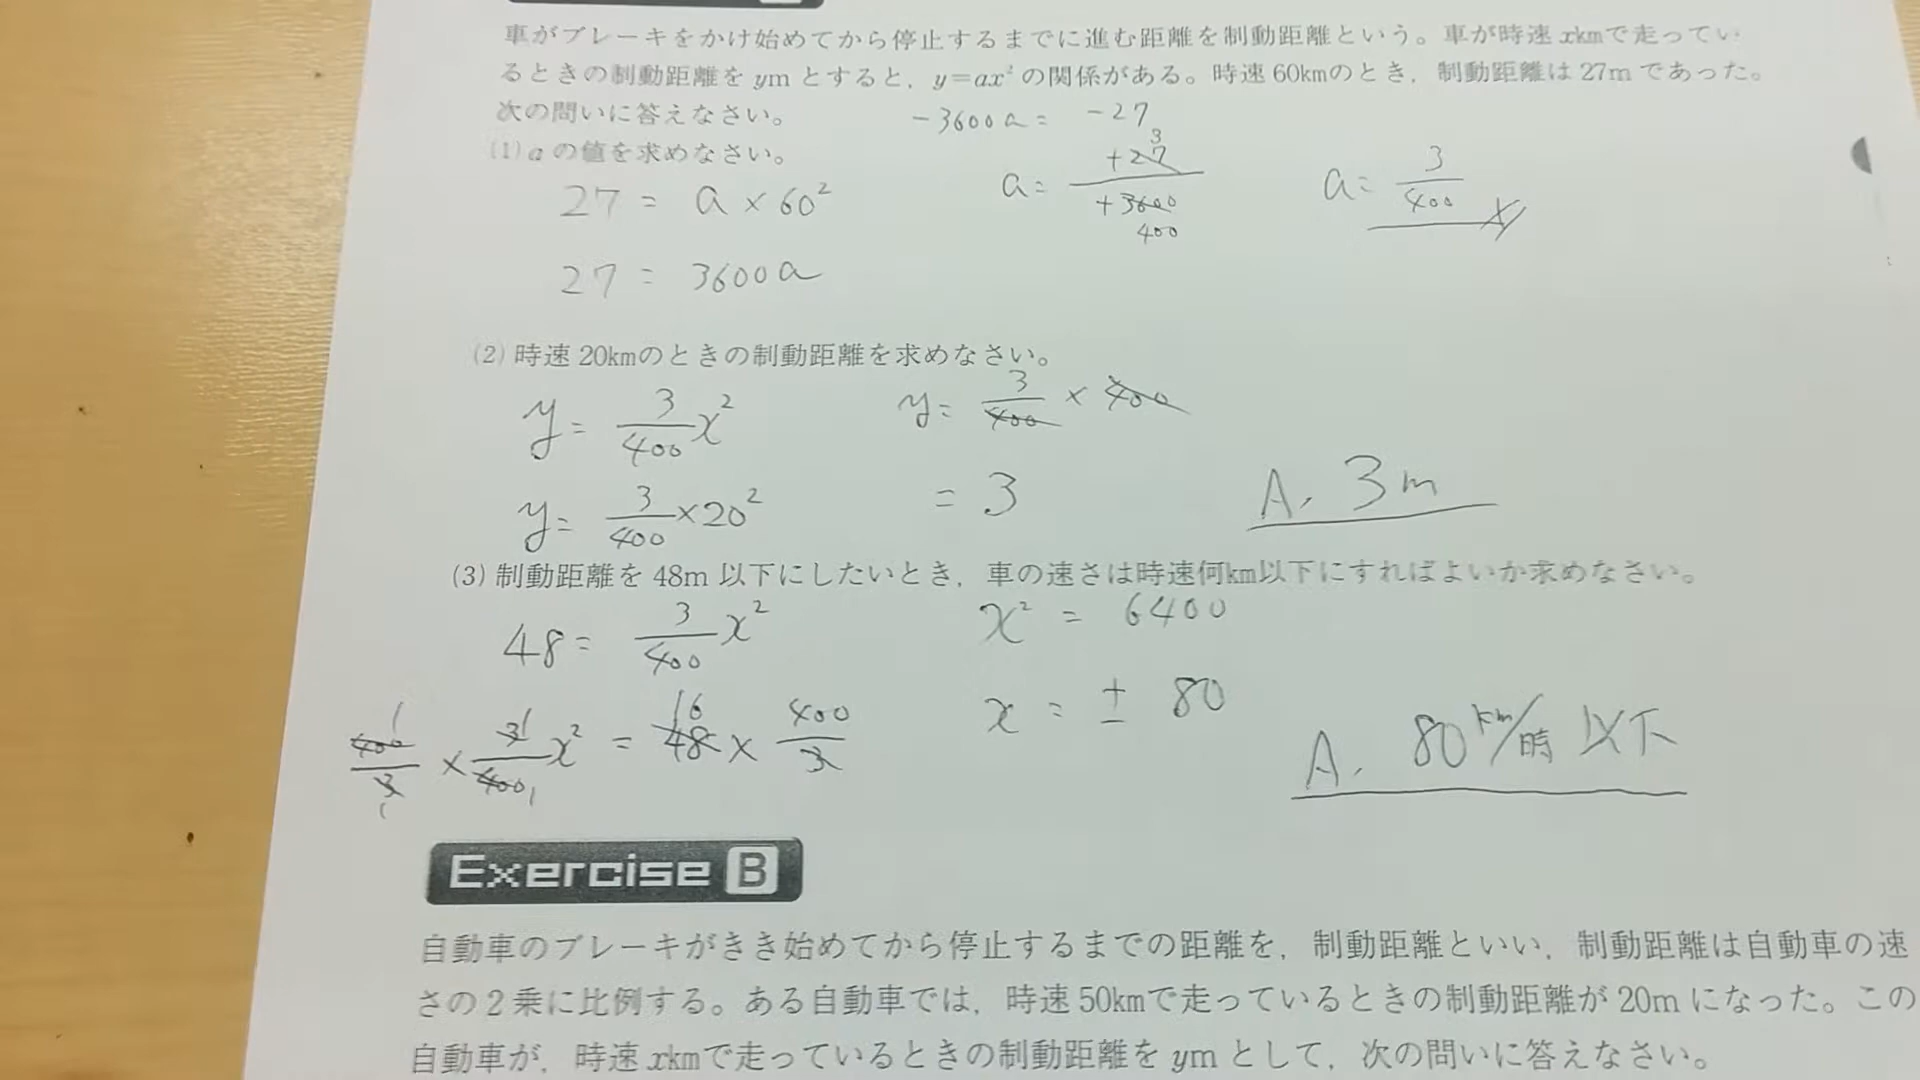 車がブレーキをかけ始めてから停止するまでに進む距離を制動距離という。車が時速xkmで走ってい
るときの制動距離をymとすると，y=ax²の関係がある。時速60kmのとき，制動距離は27mであった。
次の問いに答えなさい。
-3600a = -27
(1) aの値を求めなさい。
27 = a×60²
a = +27/+3600
3
400
a = 3/400
27 = 3600a
(2) 時速20kmのときの制動距離を求めなさい。
y = 3/400 x²
y = 3/400 × 400
y = 3/400 ×20²
= 3
A. 3m
(3) 制動距離を48m以下にしたいとき，車の速さは時速何km以下にすればよいか求めなさい。
48 = 3/400 x²
x² = 6400
400/3 × 3/400 x² = 48 × 400/3
1
1
1
1
16
x = ± 80
A. 80km/時 以下
Exercise B
自動車のブレーキがきき始めてから停止するまでの距離を，制動距離といい，制動距離は自動車の速
さの2乗に比例する。ある自動車では，時速50kmで走っているときの制動距離が20mになった。この
自動車が，時速xkmで走っているときの制動距離をymとして，次の問いに答えなさい。